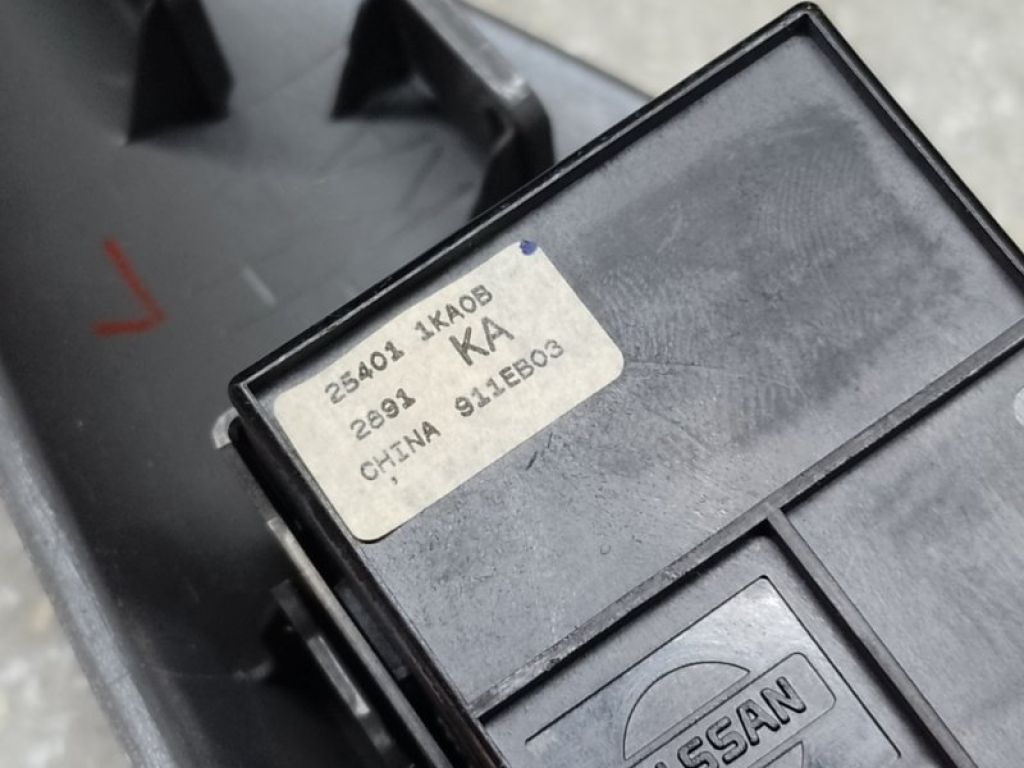 25401 1KA0B
2891 KA
CHINA 911EB03
NISSAN